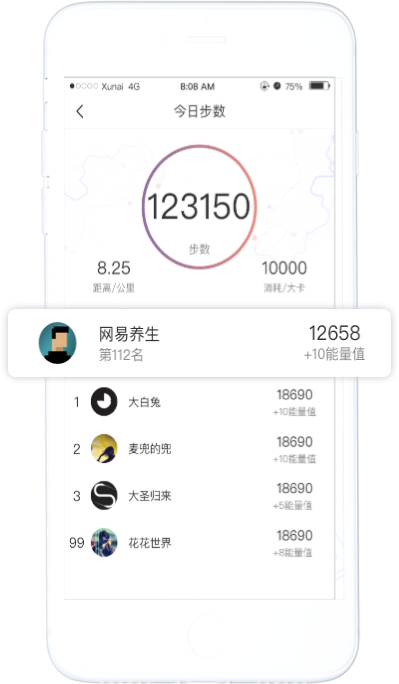 Xunai 4G 8:08 AM 75%
今日步数
123150
步数
8.25 10000
距离/公里 消耗/大卡
网易养生 12658
第112名 +10能量值
1 大白兔 18690
+10能量值
2 麦兜的兜 18690
+10能量值
3 大圣归来 18690
+5能量值
99 花花世界 18690
+8能量值